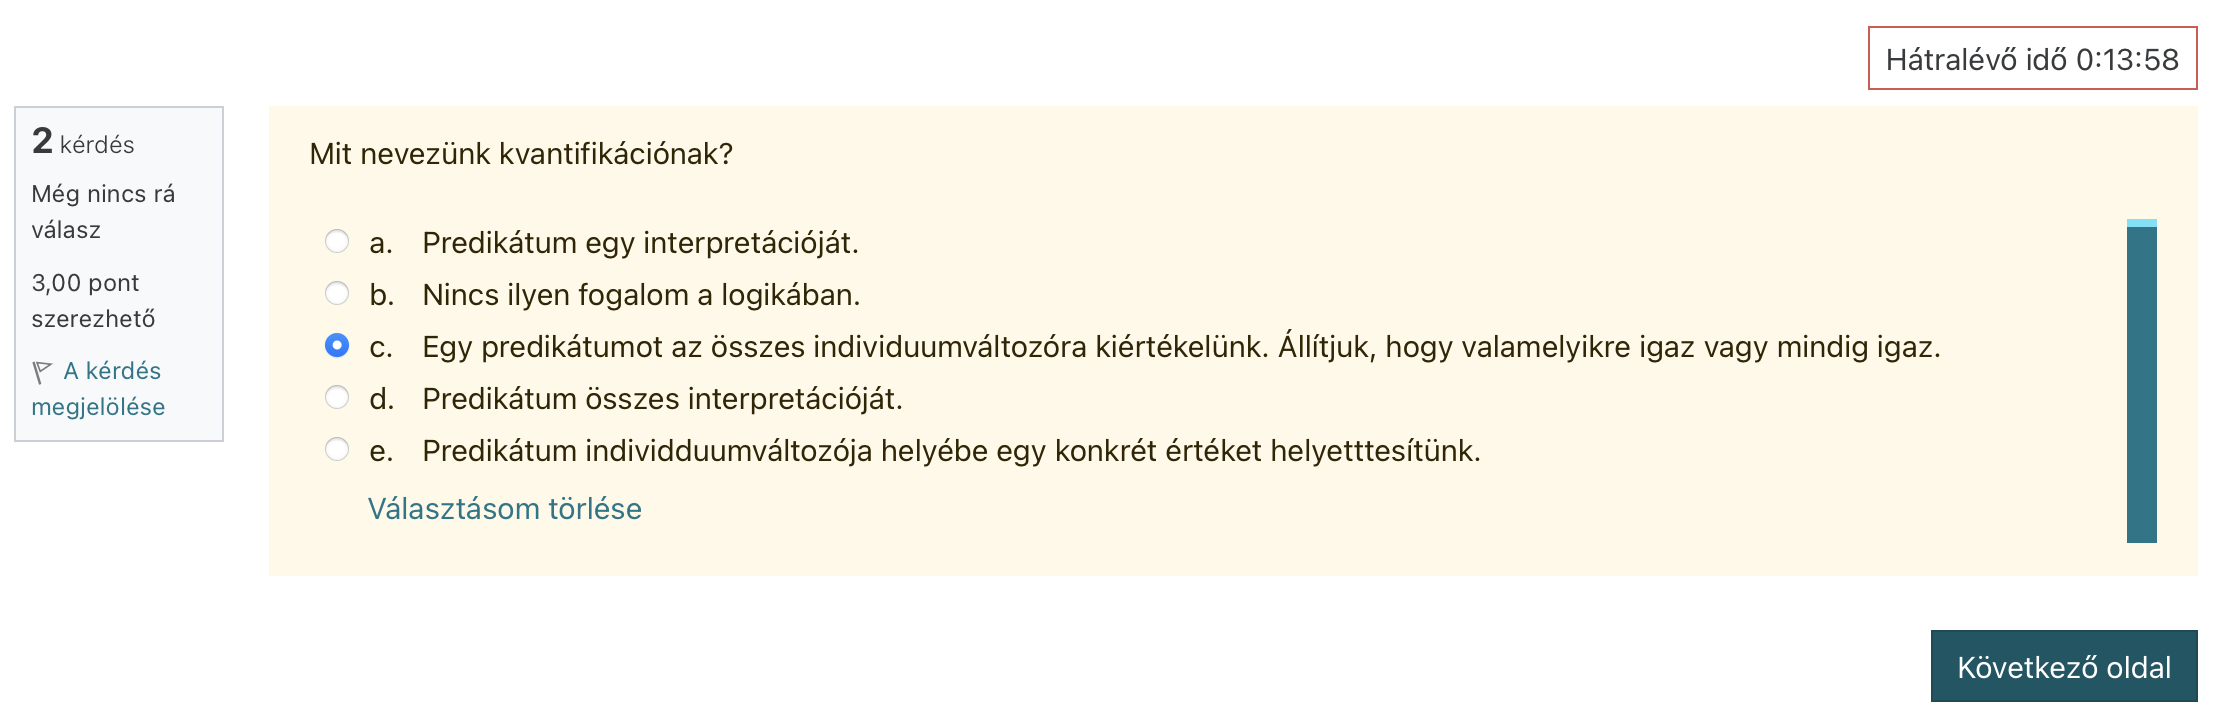 Hátralévő idő 0:13:58
2 kérdés
Még nincs rá
válasz
3,00 pont
szerezhető
A kérdés
megjelölése
Mit nevezünk kvantifikációnak?
a. Predikátum egy interpretációját.
b. Nincs ilyen fogalom a logikában.
c. Egy predikátumot az összes individuumváltozóra kiértékelünk. Állítjuk, hogy valamelyikre igaz vagy mindig igaz.
d. Predikátum összes interpretációját.
e. Predikátum individduumváltozója helyébe egy konkrét értéket helyetttesítünk.
Választásom törlése
Következő oldal